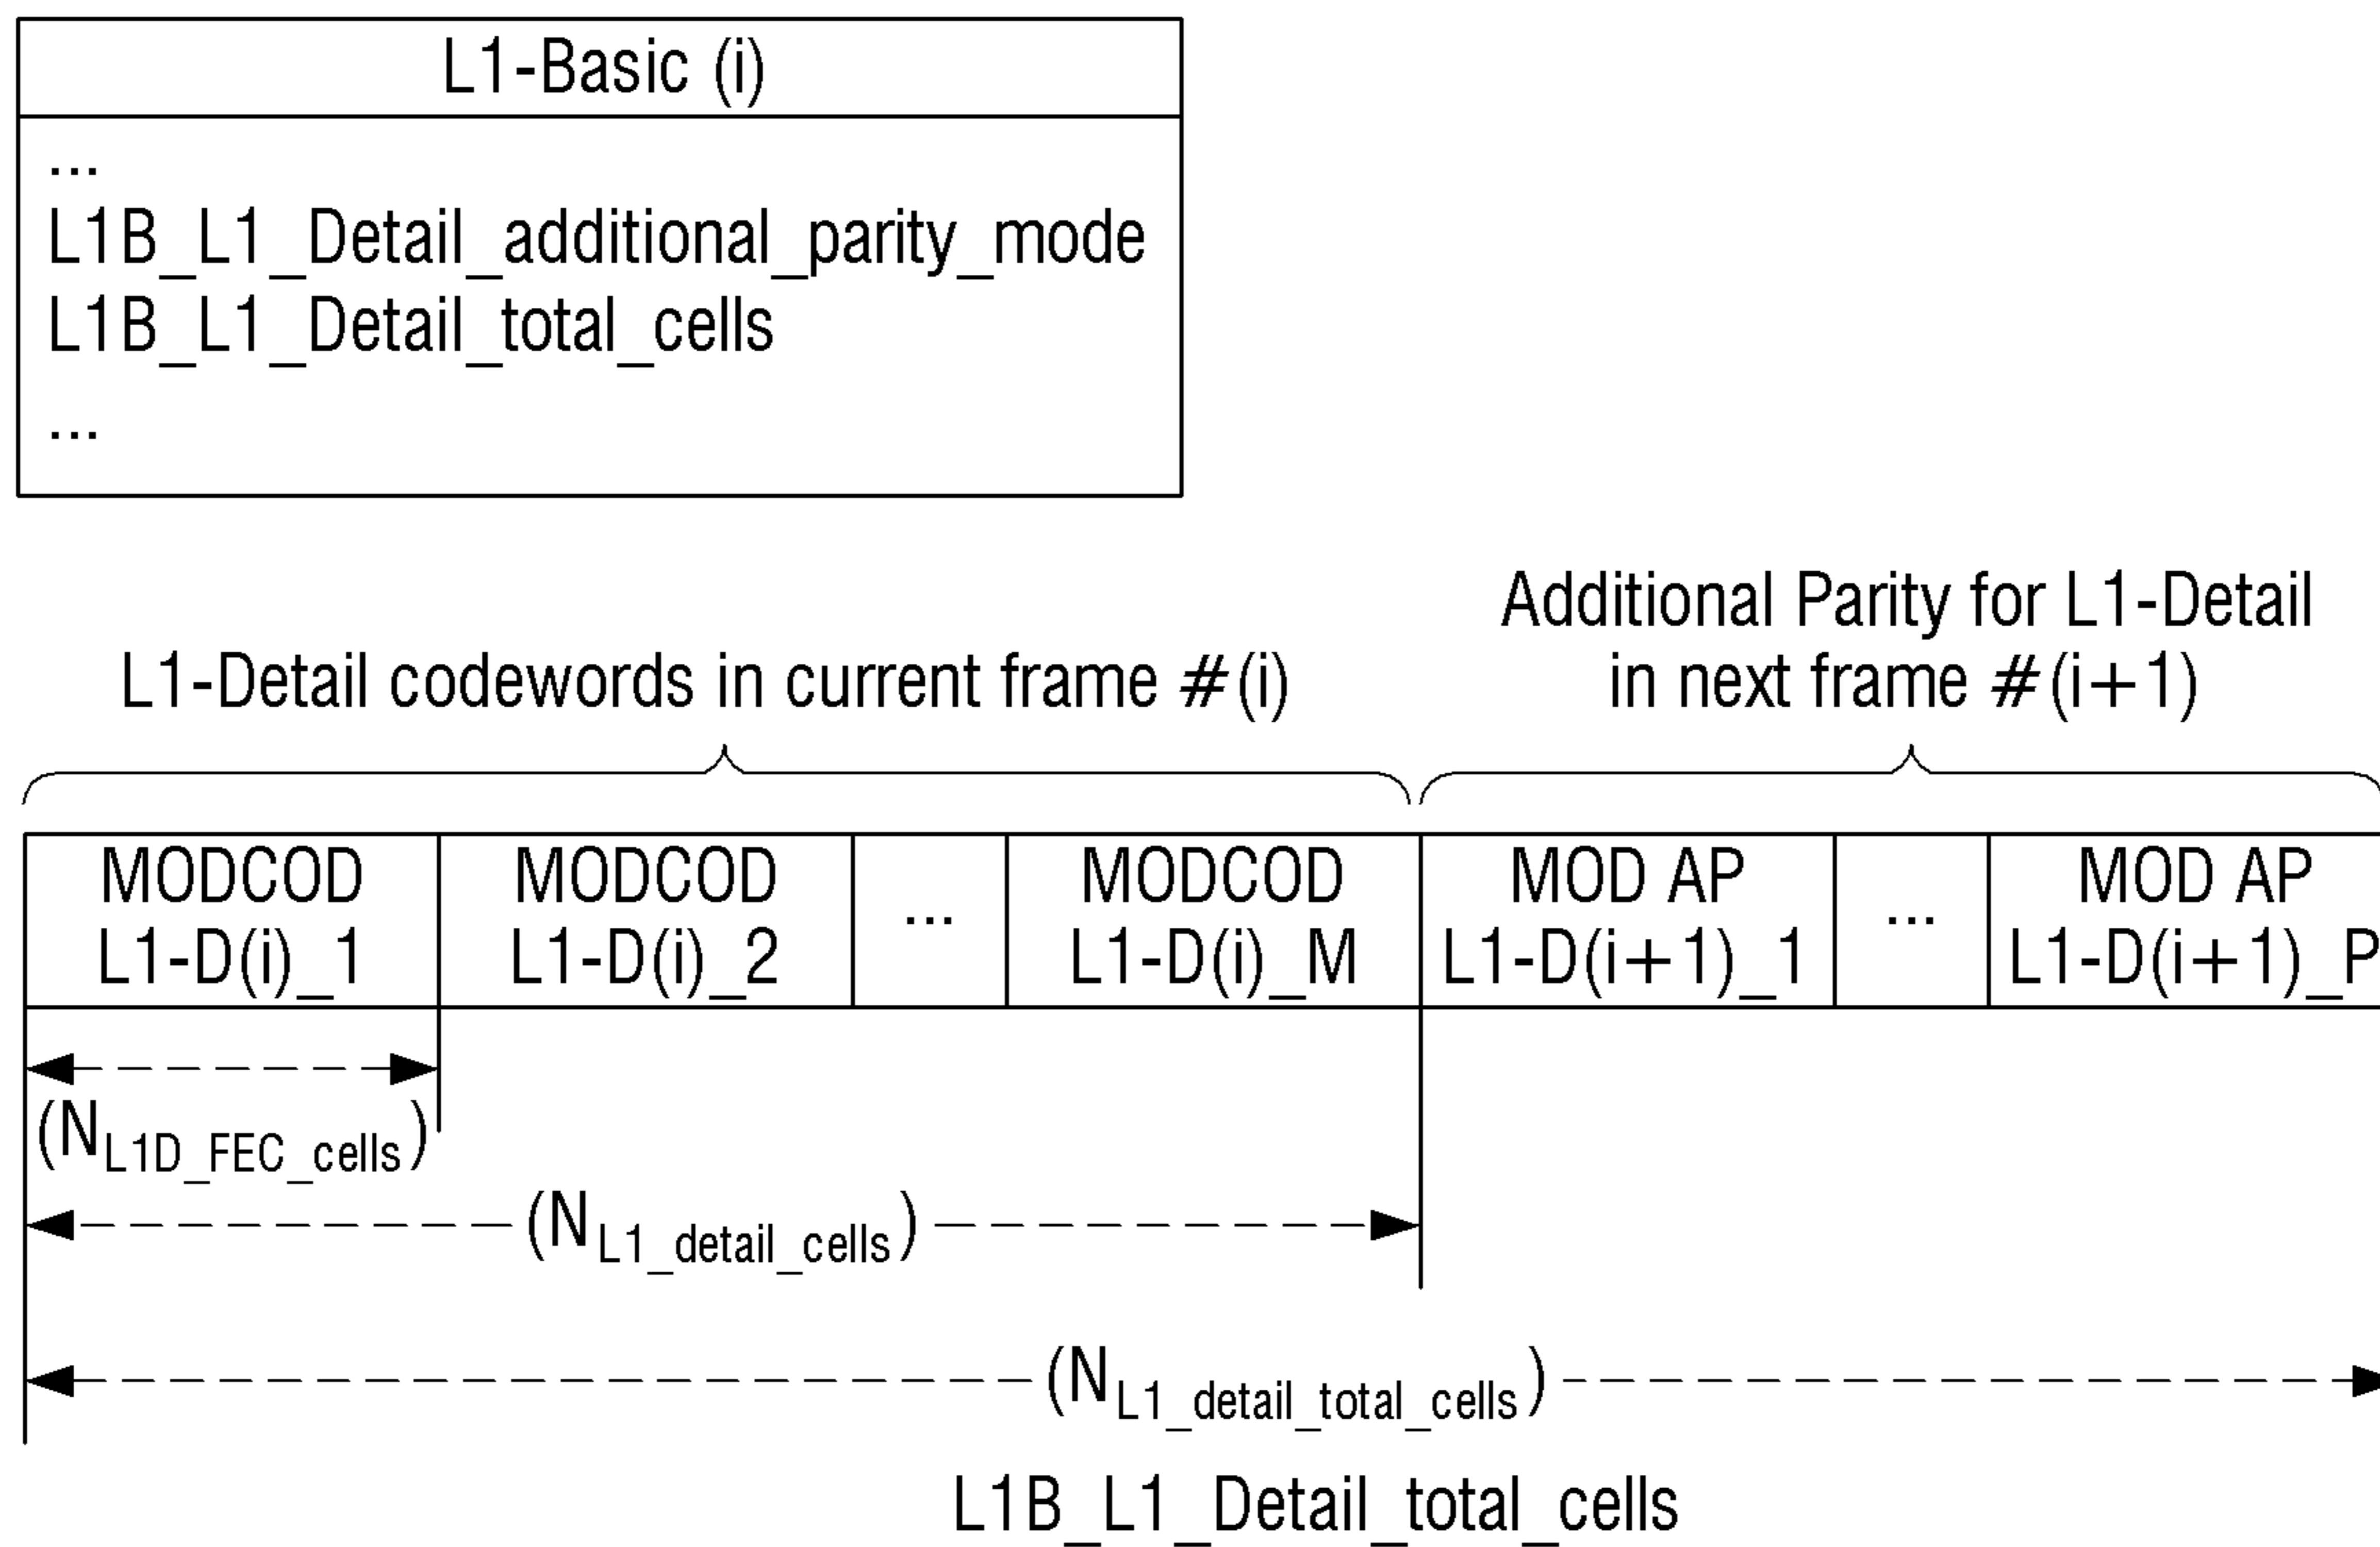 L1-Basic (i)
...
L1B_L1_Detail_additional_parity_mode
L1B_L1_Detail_total_cells
...
Additional Parity for L1-Detail
in next frame #(i+1)
L1-Detail codewords in current frame #(i)
MODCOD
L1-D(i)_1
MODCOD
L1-D(i)_2
...
MODCOD
L1-D(i)_M
MOD AP
L1-D(i+1)_1
...
MOD AP
L1-D(i+1)_P
(NL1D_FEC_cells)
(NL1_detail_cells)
(NL1_detail_total_cells)
L1B_L1_Detail_total_cells